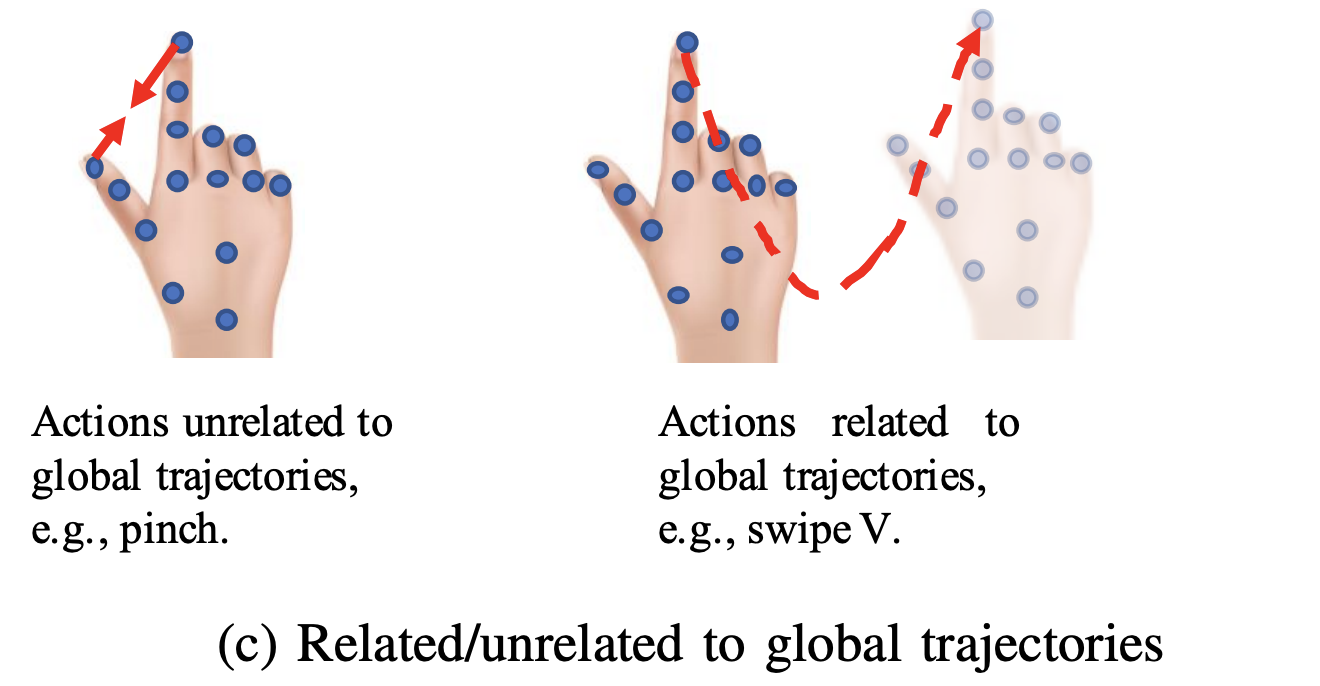 Actions unrelated to
global trajectories,
e.g., pinch.
Actions related to
global trajectories,
e.g., swipe V.
(c) Related/unrelated to global trajectories